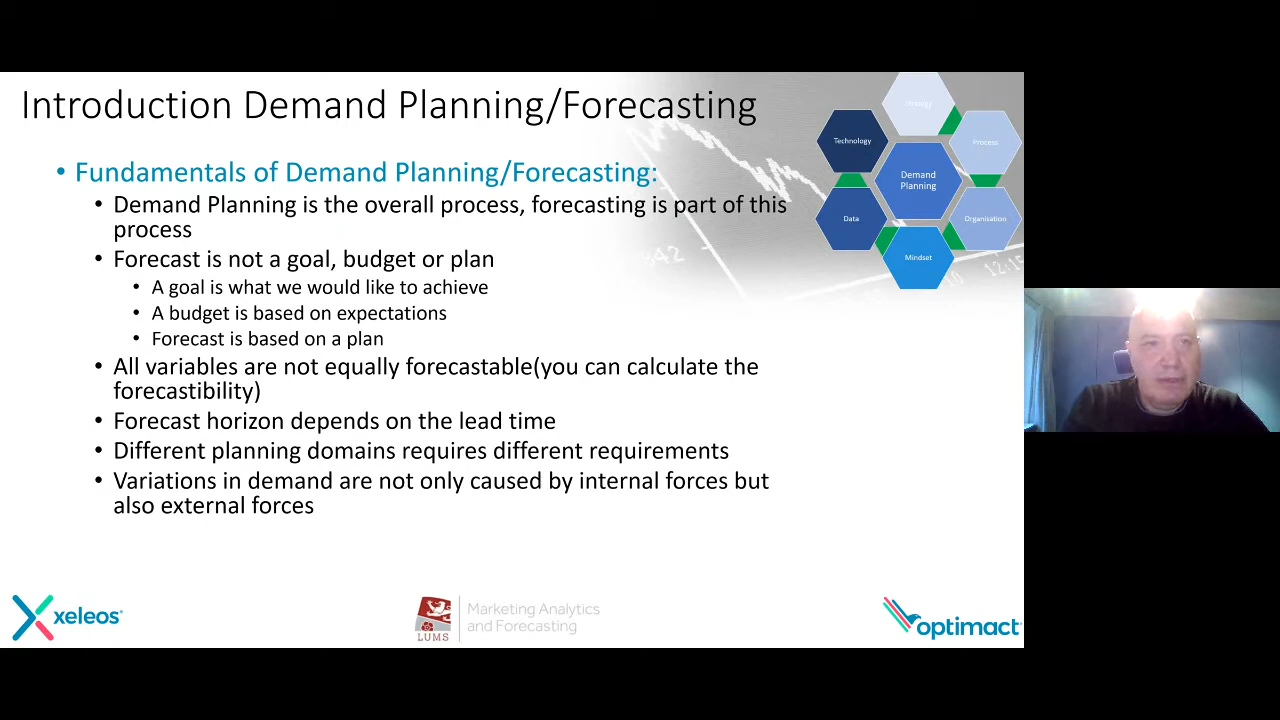 Introduction Demand Planning/Forecasting
• Fundamentals of Demand Planning/Forecasting:
• Demand Planning is the overall process, forecasting is part of this
process
• Forecast is not a goal, budget or plan
• A goal is what we would like to achieve
• A budget is based on expectations
• Forecast is based on a plan
• All variables are not equally forecastable(you can calculate the
forecastibility)
• Forecast horizon depends on the lead time
• Different planning domains requires different requirements
• Variations in demand are not only caused by internal forces but
also external forces
Strategy
Technology
Process
Demand
Planning
Data
Organisation
Mindset
12:15
xeleos
LUMS
Marketing Analytics
and Forecasting
optimact